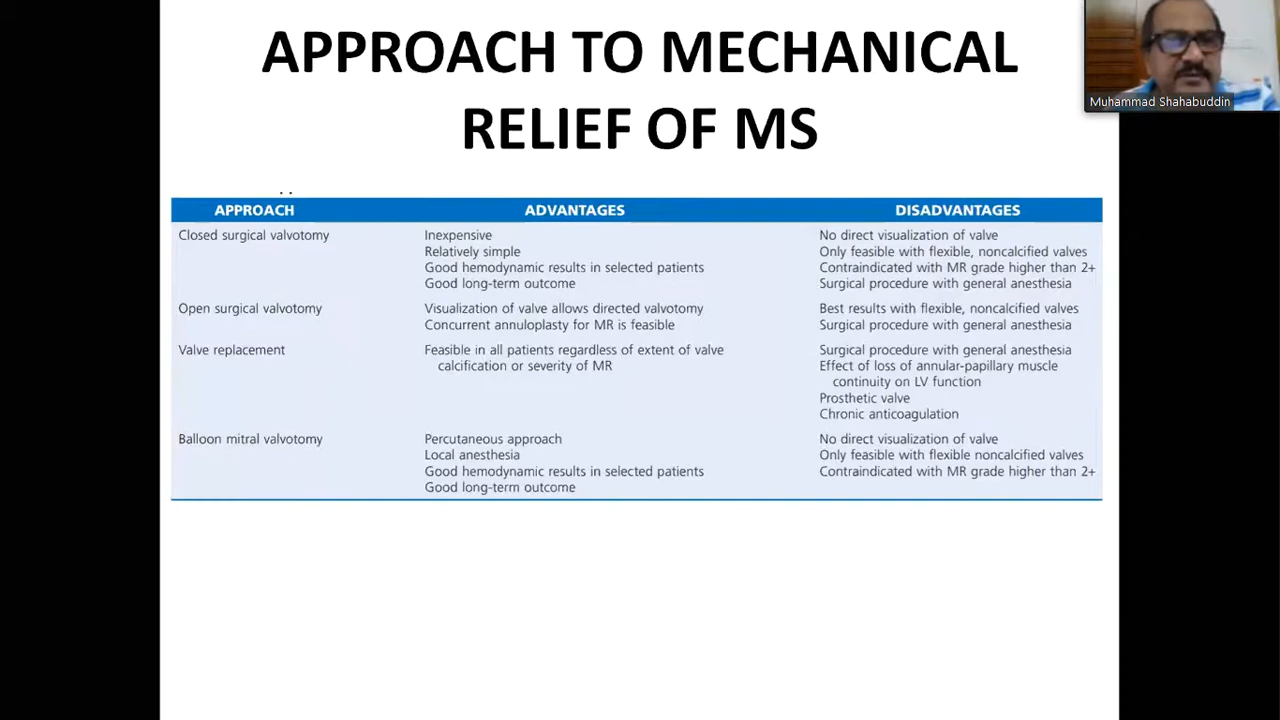 APPROACH TO MECHANICAL
RELIEF OF MS
Muhammad Shahabuddin
APPROACH ADVANTAGES DISADVANTAGES
Closed surgical valvotomy Inexpensive No direct visualization of valve
Relatively simple Only feasible with flexible, noncalcified valves
Good hemodynamic results in selected patients Contraindicated with MR grade higher than 2+
Good long-term outcome Surgical procedure with general anesthesia
Open surgical valvotomy Visualization of valve allows directed valvotomy Best results with flexible, noncalcified valves
Concurrent annuloplasty for MR is feasible Surgical procedure with general anesthesia
Valve replacement Feasible in all patients regardless of extent of valve Surgical procedure with general anesthesia
calcification or severity of MR Effect of loss of annular-papillary muscle
continuity on LV function
Prosthetic valve
Chronic anticoagulation
Balloon mitral valvotomy Percutaneous approach No direct visualization of valve
Local anesthesia Only feasible with flexible noncalcified valves
Good hemodynamic results in selected patients Contraindicated with MR grade higher than 2+
Good long-term outcome